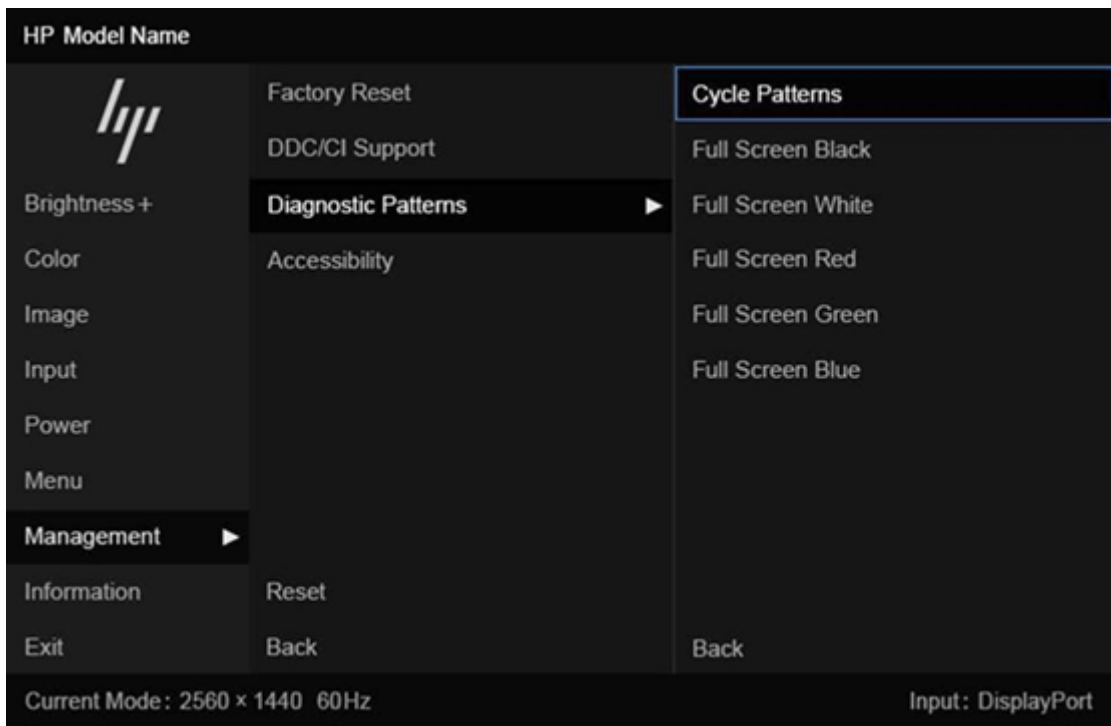 HP Model Name
hp
Brightness+
Color
Image
Input
Power
Menu
Management
Information
Exit
Factory Reset
DDC/CI Support
Diagnostic Patterns
Accessibility
Reset
Back
Cycle Patterns
Full Screen Black
Full Screen White
Full Screen Red
Full Screen Green
Full Screen Blue
Back
Current Mode: 2560 × 1440 60Hz
Input: DisplayPort